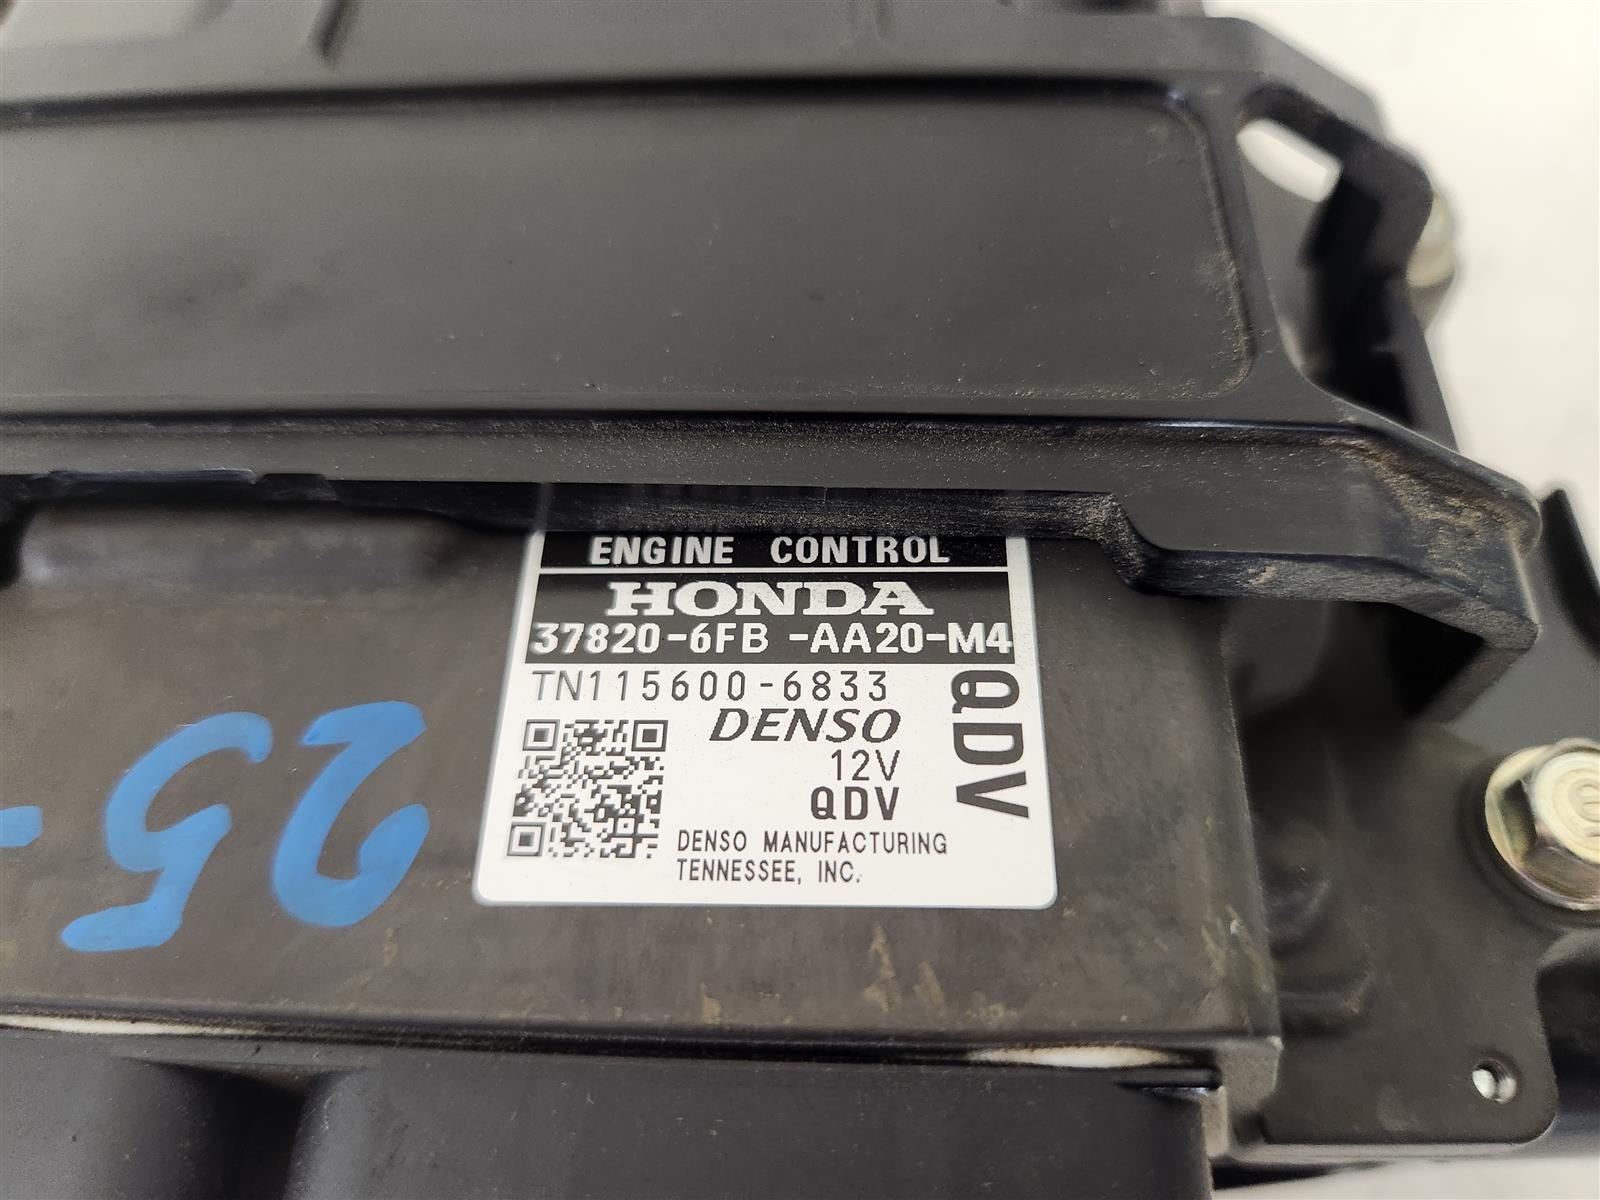 ENGINE CONTROL
HONDA
37820-6FB -AA20-M4
TN115600-6833
QDV
DENSO
12V
QDV
DENSO MANUFACTURING
TENNESSEE, INC.
25-